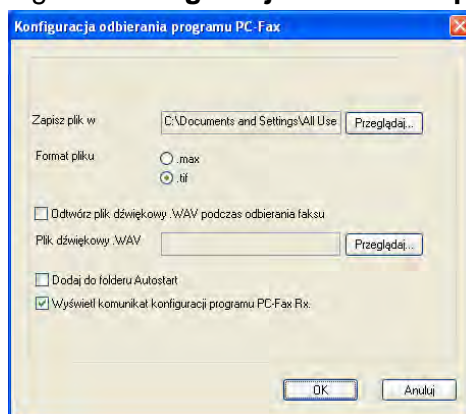 Konfiguracja odbierania programu PC-Fax
Zapisz plik w C:\Documents and Settings\All Use Przeglądaj...
Format pliku .max
.tif
Odtwórz plik dźwiękowy .WAV podczas odbierania faksu
Plik dźwiękowy .WAV Przeglądaj...
Dodaj do folderu Autostart
Wyświetl komunikat konfiguracji programu PC-Fax Rx.
OK Anuluj